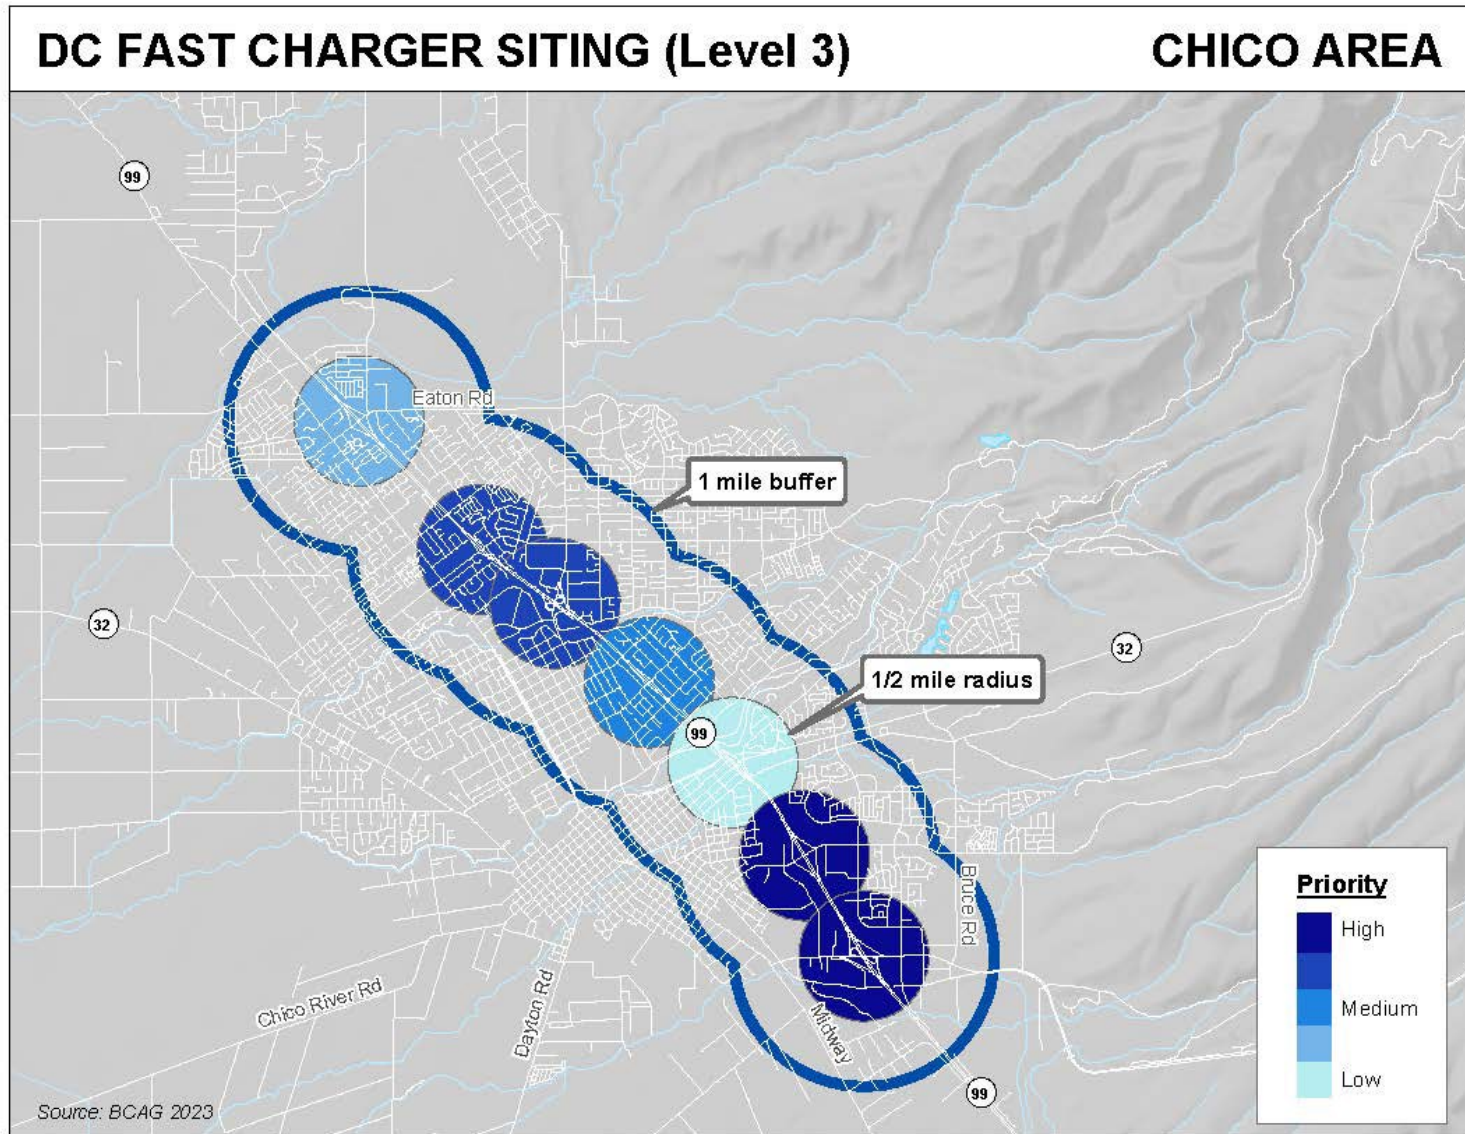 DC FAST CHARGER SITING (Level 3)
CHICO AREA
99
Eaton Rd
1 mile buffer
32
32
1/2 mile radius
99
Bruce Rd
Priority
High
Medium
Low
Chico River Rd
Dayton Rd
Midway
99
Source: BCAG 2023